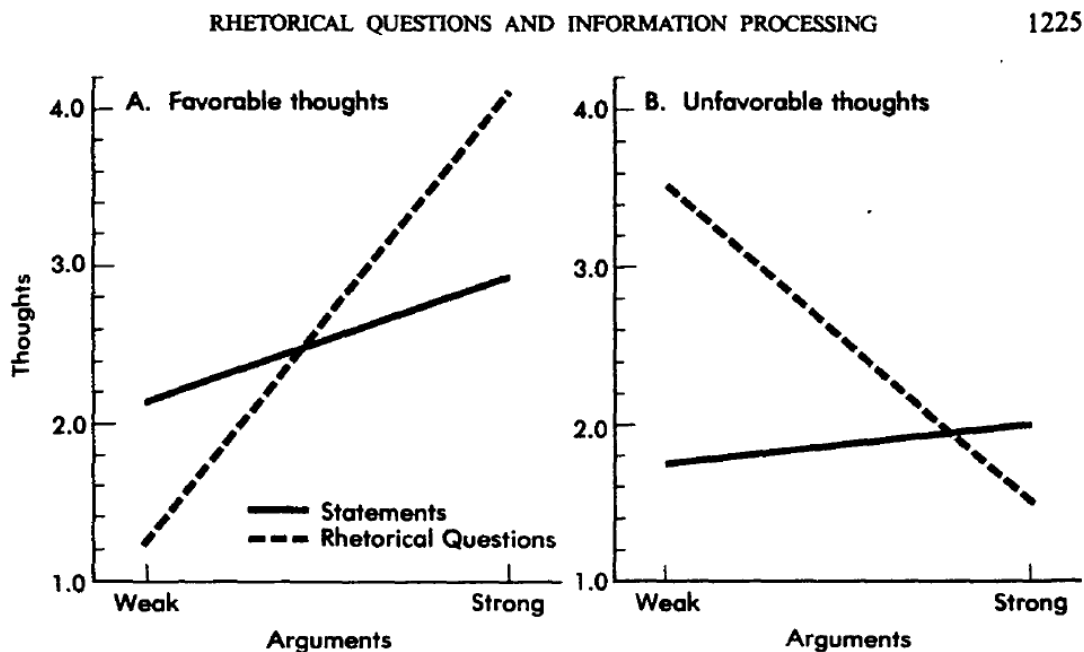 RHETORICAL QUESTIONS AND INFORMATION PROCESSING 1225
A. Favorable thoughts
4.0
3.0
2.0
1.0
Thoughts
Statements
Rhetorical Questions
Weak Strong
Arguments
B. Unfavorable thoughts
4.0
3.0
2.0
1.0
Weak Strong
Arguments